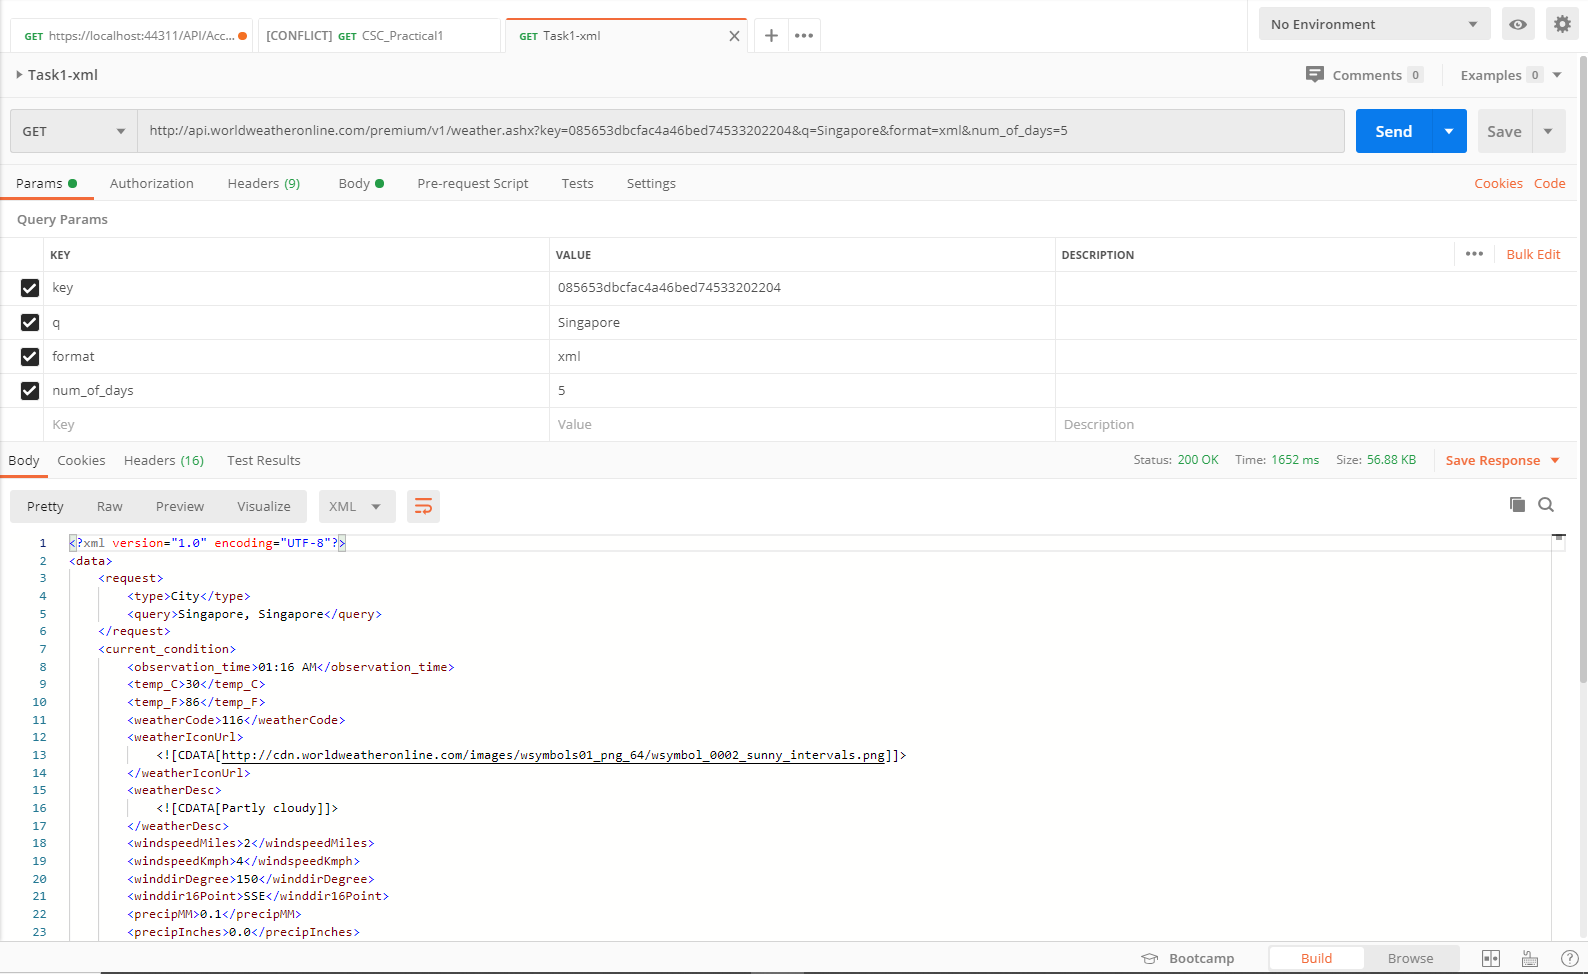 GET https://localhost:44311/API/Acc...
[CONFLICT] GET CSC_Practical1
GET Task1-xml
No Environment
Task1-xml
Comments 0
Examples 0
GET
http://api.worldweatheronline.com/premium/v1/weather.ashx?key=085653dbcfac4a46bed74533202204&q=Singapore&format=xml&num_of_days=5
Send
Save
Params
Authorization
Headers (9)
Body
Pre-request Script
Tests
Settings
Cookies
Code
Query Params
KEY VALUE DESCRIPTION
Bulk Edit
key 085653dbcfac4a46bed74533202204
q Singapore
format xml
num_of_days 5
Key Value Description
Body
Cookies
Headers (16)
Test Results
Status: 200 OK
Time: 1652 ms
Size: 56.88 KB
Save Response
Pretty
Raw
Preview
Visualize
XML
1 <?xml version="1.0" encoding="UTF-8"?>
2 <data>
3 <request>
4 <type>City</type>
5 <query>Singapore, Singapore</query>
6 </request>
7 <current_condition>
8 <observation_time>01:16 AM</observation_time>
9 <temp_C>30</temp_C>
10 <temp_F>86</temp_F>
11 <weatherCode>116</weatherCode>
12 <weatherIconUrl>
13 <![CDATA[http://cdn.worldweatheronline.com/images/wsymbols01_png_64/wsymbol_0002_sunny_intervals.png]]>
14 </weatherIconUrl>
15 <weatherDesc>
16 <![CDATA[Partly cloudy]]>
17 </weatherDesc>
18 <windspeedMiles>2</windspeedMiles>
19 <windspeedKmph>4</windspeedKmph>
20 <winddirDegree>150</winddirDegree>
21 <winddir16Point>SSE</winddir16Point>
22 <precipMM>0.1</precipMM>
23 <precipInches>0.0</precipInches>
Bootcamp
Build
Browse